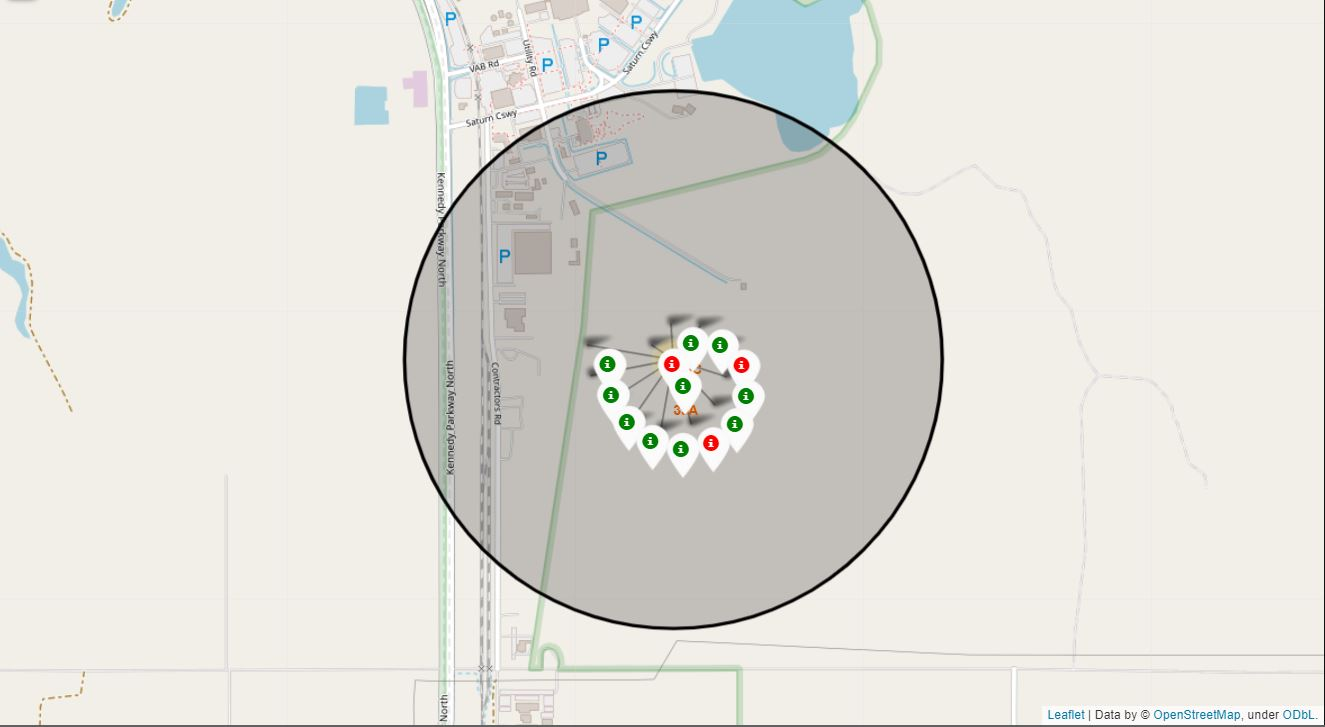 P
P
P
P
Utility Rd
Saturn Cswy
VAB Rd
Saturn Cswy
P
Kennedy Parkway North
P
Kennedy Parkway North
Contractors Rd
North
Leaflet | Data by © OpenStreetMap, under ODbL.